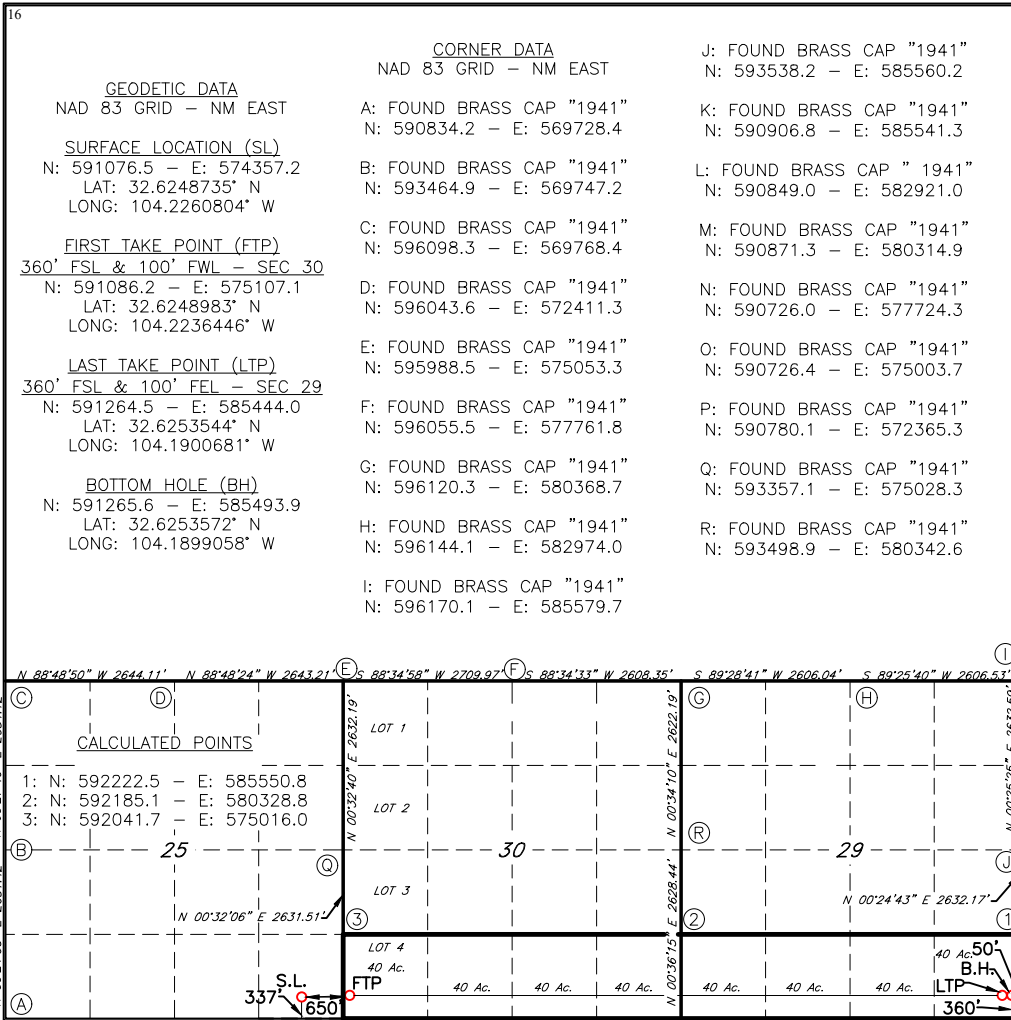 16
GEODETIC DATA
NAD 83 GRID – NM EAST
SURFACE LOCATION (SL)
N: 591076.5 – E: 574357.2
LAT: 32.6248735° N
LONG: 104.2260804° W
FIRST TAKE POINT (FTP)
360' FSL & 100' FWL – SEC 30
N: 591086.2 – E: 575107.1
LAT: 32.6248983° N
LONG: 104.2236446° W
LAST TAKE POINT (LTP)
360' FSL & 100' FEL – SEC 29
N: 591264.5 – E: 585444.0
LAT: 32.6253544° N
LONG: 104.1900681° W
BOTTOM HOLE (BH)
N: 591265.6 – E: 585493.9
LAT: 32.6253572° N
LONG: 104.1899058° W
CORNER DATA
NAD 83 GRID – NM EAST
A: FOUND BRASS CAP "1941"
N: 590834.2 – E: 569728.4
B: FOUND BRASS CAP "1941"
N: 593464.9 – E: 569747.2
C: FOUND BRASS CAP "1941"
N: 596098.3 – E: 569768.4
D: FOUND BRASS CAP "1941"
N: 596043.6 – E: 572411.3
E: FOUND BRASS CAP "1941"
N: 595988.5 – E: 575053.3
F: FOUND BRASS CAP "1941"
N: 596055.5 – E: 577761.8
G: FOUND BRASS CAP "1941"
N: 596120.3 – E: 580368.7
H: FOUND BRASS CAP "1941"
N: 596144.1 – E: 582974.0
I: FOUND BRASS CAP "1941"
N: 596170.1 – E: 585579.7
J: FOUND BRASS CAP "1941"
N: 593538.2 – E: 585560.2
K: FOUND BRASS CAP "1941"
N: 590906.8 – E: 585541.3
L: FOUND BRASS CAP " 1941"
N: 590849.0 – E: 582921.0
M: FOUND BRASS CAP "1941"
N: 590871.3 – E: 580314.9
N: FOUND BRASS CAP "1941"
N: 590726.0 – E: 577724.3
O: FOUND BRASS CAP "1941"
N: 590726.4 – E: 575003.7
P: FOUND BRASS CAP "1941"
N: 590780.1 – E: 572365.3
Q: FOUND BRASS CAP "1941"
N: 593357.1 – E: 575028.3
R: FOUND BRASS CAP "1941"
N: 593498.9 – E: 580342.6
I
N 88°48'50" W 2644.11' N 88°48'24" W 2643.21' E S 88°34'58" W 2709.97' F S 88°34'33" W 2608.35' S 89°28'41" W 2606.04' S 89°25'40" W 2606.53'
C D G H
LOT 1
N 00°32'40" E 2632.19'
N 00°34'10" E 2622.19'
CALCULATED POINTS
1: N: 592222.5 – E: 585550.8
2: N: 592185.1 – E: 580328.8
3: N: 592041.7 – E: 575016.0
LOT 2
B 25 Q 30 R 29 J
LOT 3
N 00°32'06" E 2631.51'
N 00°24'43" E 2632.17'
3 2 1
N 00°36'15" E 2628.44'
LOT 4
40 Ac.
40 Ac. 50'
S.L. FTP B.H.
337' 40 Ac. 40 Ac. 40 Ac. 40 Ac. 40 Ac. 40 Ac. LTP
A 650' 360'